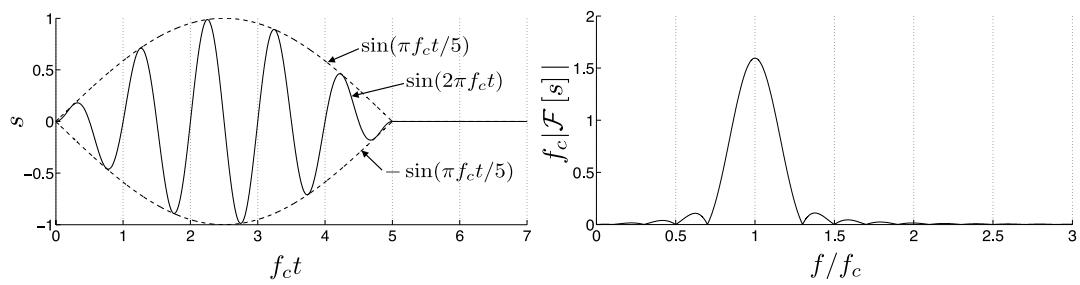 1
0.5
0
−0.5
−1
s
0 1 2 3 4 5 6 7
f_c t
sin(πf_c t/5)
sin(2πf_c t)
− sin(πf_c t/5)
2
1.5
1
0.5
0
f_c|ℱ[s]|
0 0.5 1 1.5 2 2.5 3
f/f_c